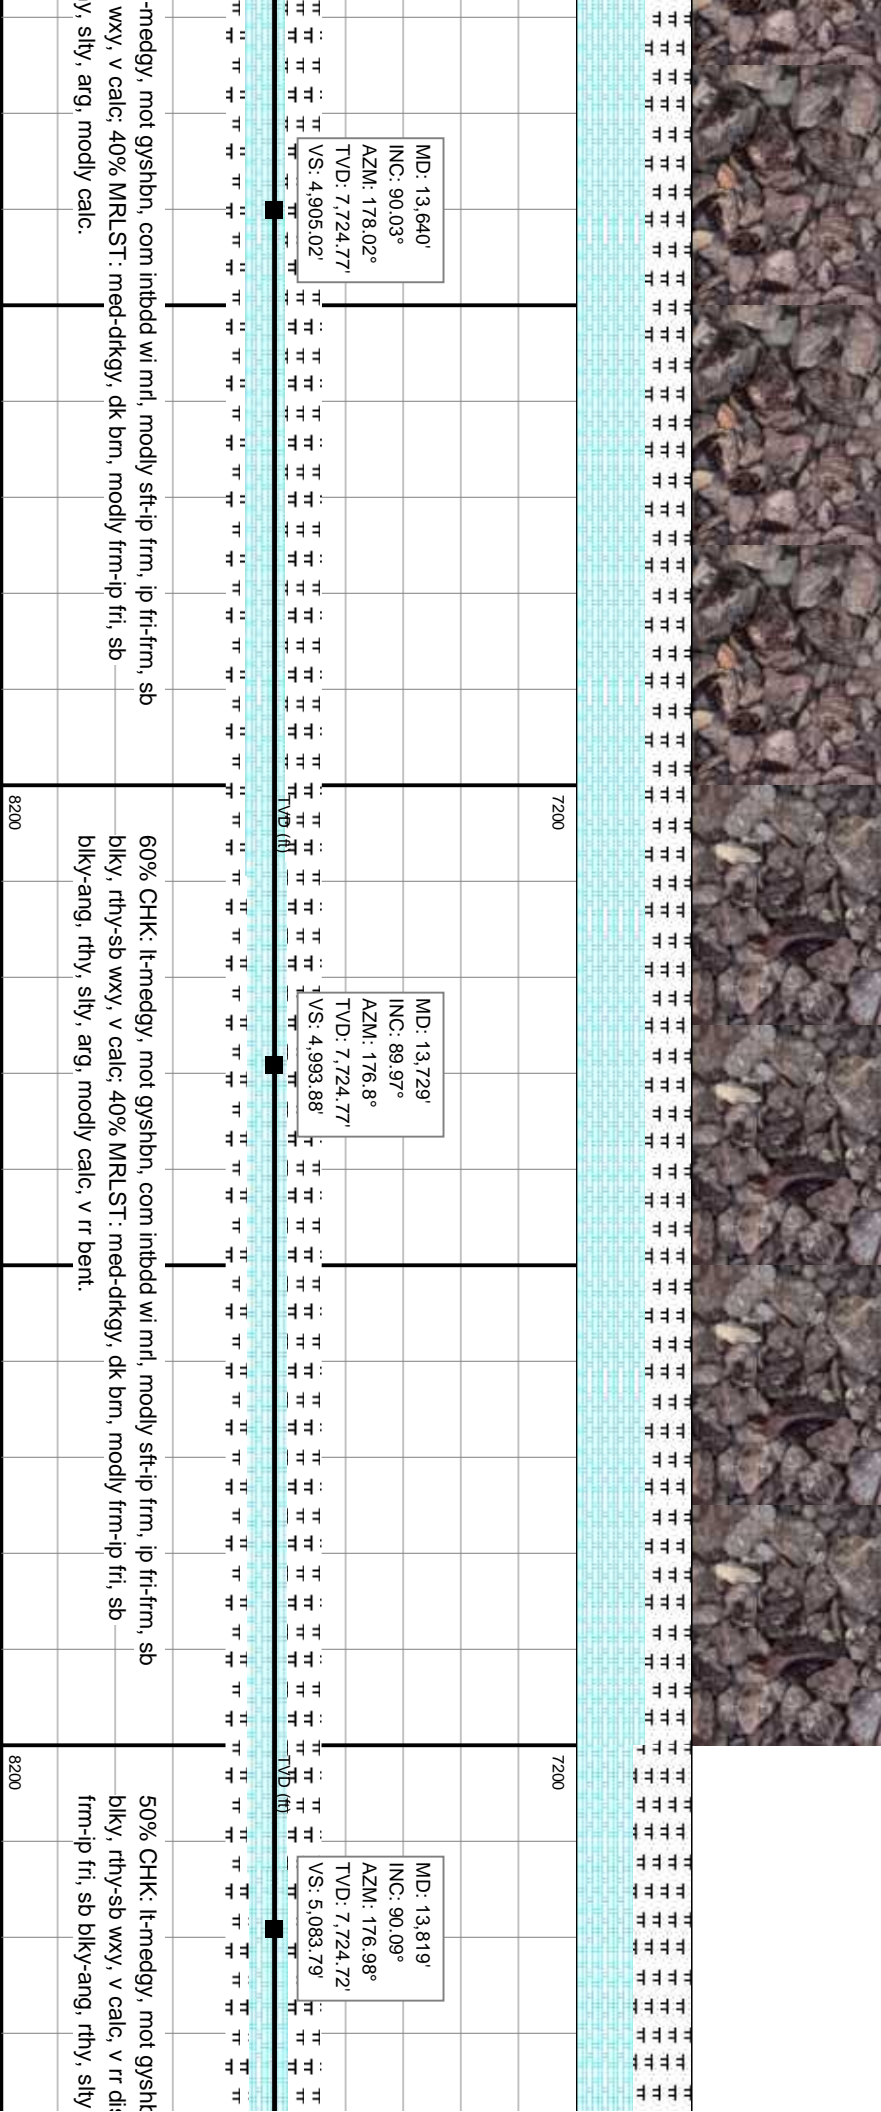 -medgy, mot gyshbn, com intbdd wi mrl, modly sft-ip frm, ip fri-frm, sb
wxy, v calc; 40% MRLST: med-drkgy, dk brn, modly frm-ip fri, sb
slty, arg, modly calc.
MD: 13,640'
INC: 90.03°
AZM: 178.02°
TVD: 7,724.77'
VS: 4,905.02'
7200
TVD (ft)
8200
60% CHK: lt-medgy, mot gyshbn, com intbdd wi mrl, modly sft-ip frm, ip fri-frm, sb
blky, rthy-sb wxy, v calc; 40% MRLST: med-drkgy, dk brn, modly frm-ip fri, sb
blky-ang, rthy, slty, arg, modly calc, v rr bent.
MD: 13,729'
INC: 89.97°
AZM: 176.8°
TVD: 7,724.77'
VS: 4,993.88'
7200
TVD (ft)
8200
50% CHK: lt-medgy, mot gyshb
blky, rthy-sb wxy, v calc, v rr dis
frm-ip fri, sb blky-ang, rthy, slty
MD: 13,819'
INC: 90.09°
AZM: 176.98°
TVD: 7,724.72'
VS: 5,083.79'